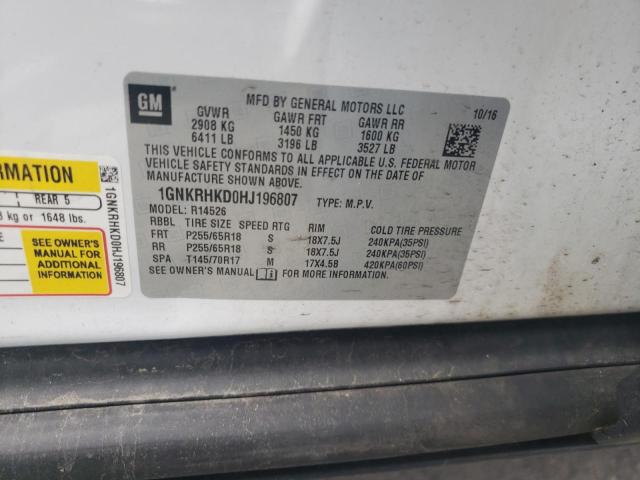 GM
MFD BY GENERAL MOTORS LLC
10/16
GVWR GAWR FRT GAWR RR
2908 KG 1450 KG 1600 KG
6411 LB 3196 LB 3527 LB
THIS VEHICLE CONFORMS TO ALL APPLICABLE U.S. FEDERAL MOTOR
VEHICLE SAFETY STANDARDS IN EFFECT ON THE DATE OF
MANUFACTURE SHOWN ABOVE.
1GNKRHKD0HJ196807 TYPE: M.P.V.
MODEL: R14526
RBBL TIRE SIZE SPEED RTG RIM COLD TIRE PRESSURE
FRT P255/65R18 S 18X7.5J 240KPA(35PSI)
RR P255/65R18 S 18X7.5J 240KPA(35PSI)
SPA T145/70R17 M 17X4.5B 420KPA(60PSI)
SEE OWNER'S MANUAL FOR MORE INFORMATION.
REAR 5
kg or 1648 lbs.
SEE OWNER'S
MANUAL FOR
ADDITIONAL
INFORMATION
1GNKRHKD0HJ196807